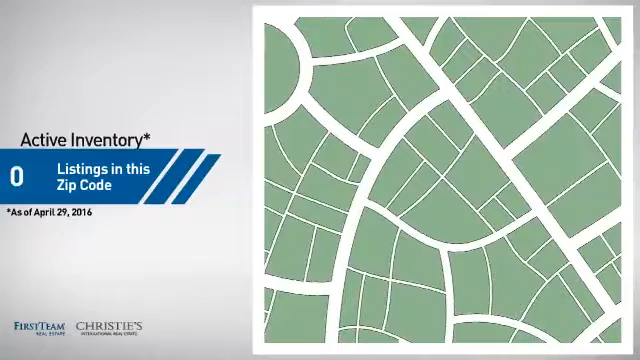 Active Inventory*
0
Listings in this
Zip Code
*As of April 29, 2016
FIRSTTEAM
REAL ESTATE
CHRISTIE'S
INTERNATIONAL REAL ESTATE